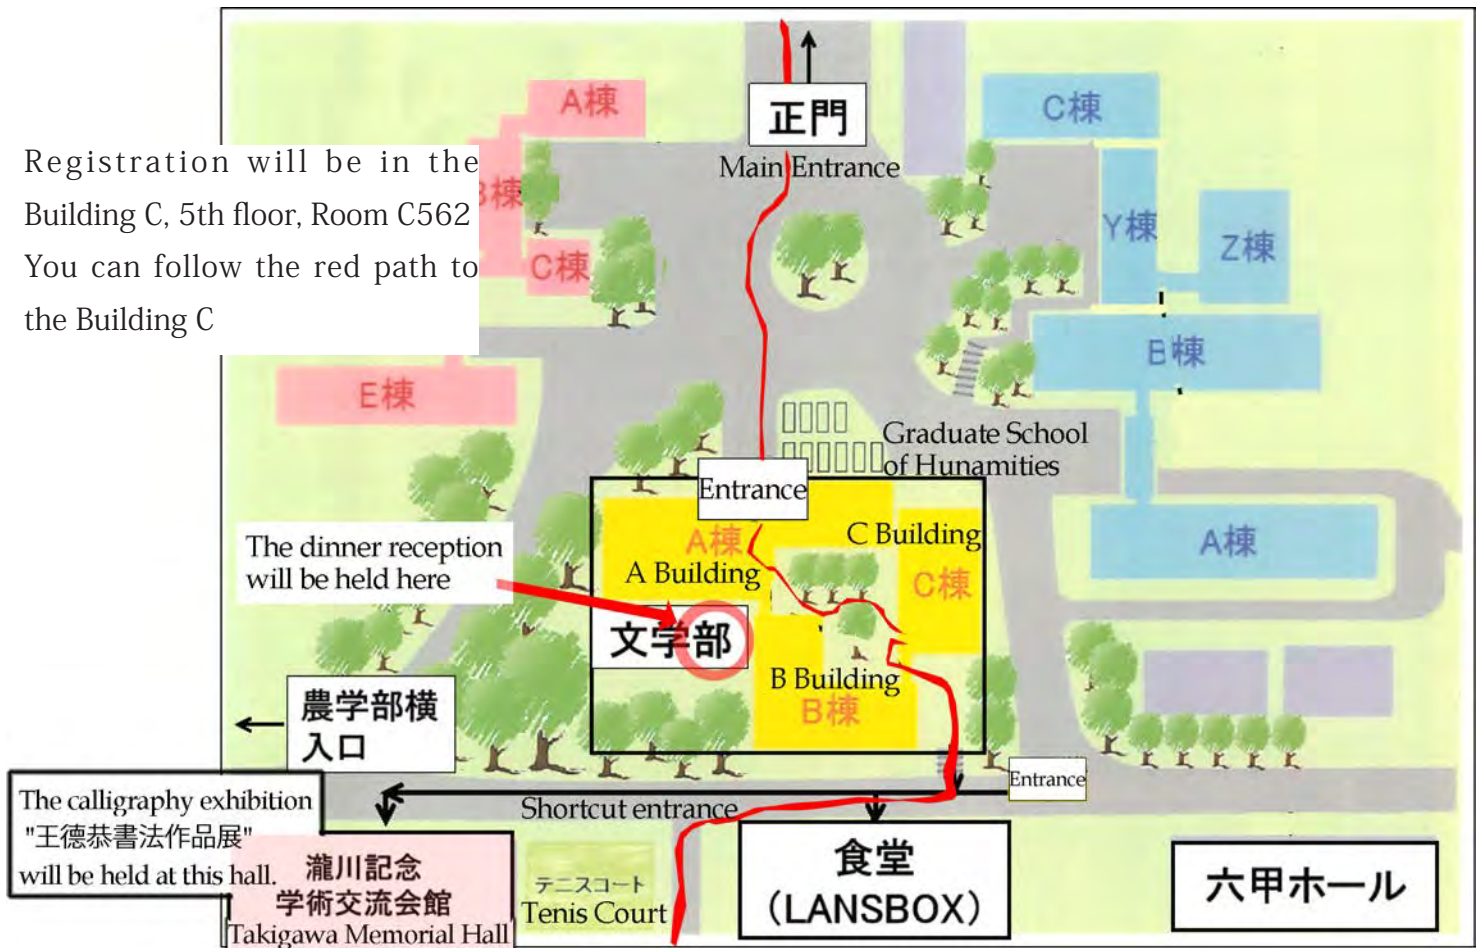 Registration will be in the
Building C, 5th floor, Room C562
You can follow the red path to
the Building C
正門
Main Entrance
A棟
B棟
C棟
E棟
C棟
Y棟
Z棟
B棟
A棟
Graduate School
of Hunamities
Entrance
A棟
A Building
C Building
C棟
文学部
B Building
B棟
The dinner reception
will be held here
農学部横
入口
Entrance
Shortcut entrance
The calligraphy exhibition
"王德恭書法作品展"
will be held at this hall.
瀧川記念
学術交流会館
Takigawa Memorial Hall
テニスコート
Tenis Court
食堂
(LANSBOX)
六甲ホール